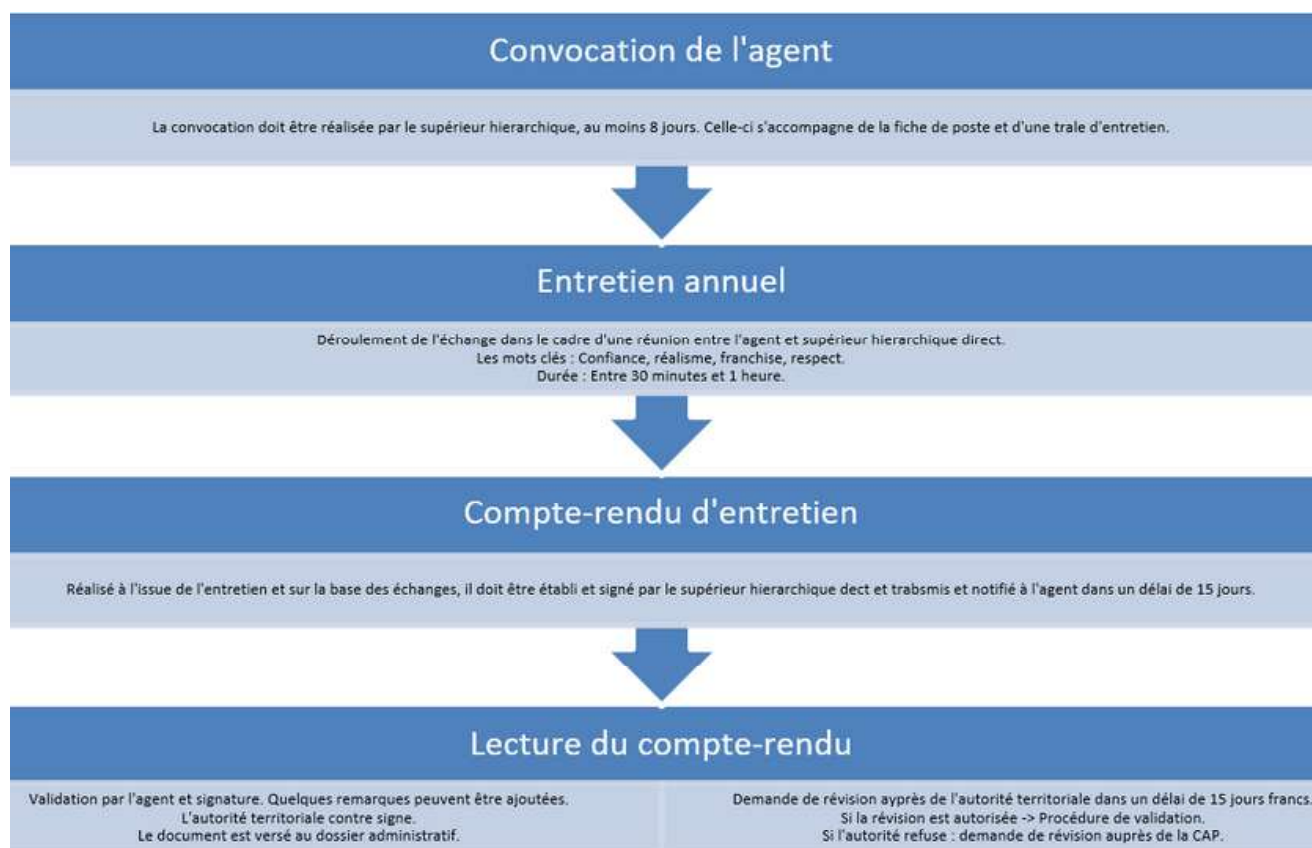 Convocation de l'agent
La convocation doit être réalisée par le supérieur hierarchique, au moins 8 jours. Celle-ci s'accompagne de la fiche de poste et d'une trale d'entretien.
Entretien annuel
Déroulement de l'échange dans le cadre d'une réunion entre l'agent et supérieur hierarchique direct.
Les mots clés : Confiance, réalisme, franchise, respect.
Durée : Entre 30 minutes et 1 heure.
Compte-rendu d'entretien
Réalisé à l'issue de l'entretien et sur la base des échanges, il doit être établi et signé par le supérieur hierarchique dect et trabsmis et notifié à l'agent dans un délai de 15 jours.
Lecture du compte-rendu
Validation par l'agent et signature. Quelques remarques peuvent être ajoutées.
L'autorité territoriale contre signe.
Le document est versé au dossier administratif.
Demande de révision ayprès de l'autorité territoriale dans un délai de 15 jours francs.
Si la révision est autorisée -> Procédure de validation.
Si l'autorité refuse : demande de révision auprès de la CAP.